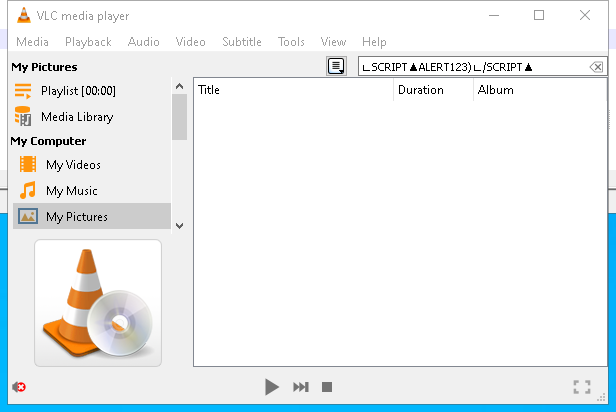 VLC media player
Media Playback Audio Video Subtitle Tools View Help
My Pictures
∟SCRIPT▲ALERT123)∟/SCRIPT▲
Playlist [00:00]
Media Library
My Computer
My Videos
My Music
My Pictures
Title Duration Album